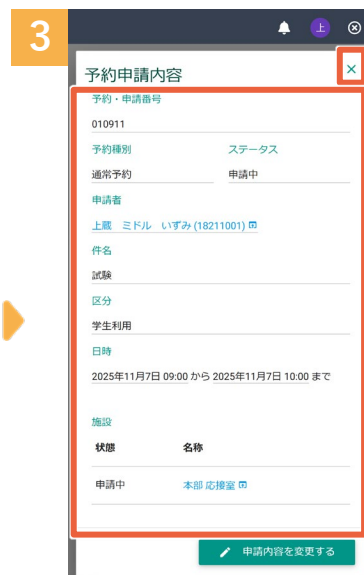 3
上
予約申請内容
予約・申請番号
010911
予約種別 ステータス
通常予約 申請中
申請者
上蔵 ミドル いずみ (18211001)
件名
試験
区分
学生利用
日時
2025年11月7日 09:00 から 2025年11月7日 10:00 まで
施設
状態 名称
申請中 本部 応接室
申請内容を変更する